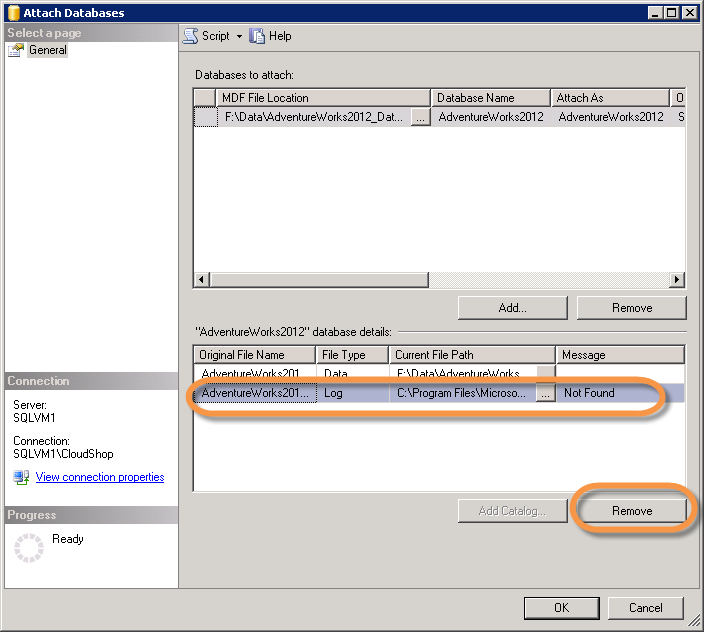 Attach Databases
Select a page
General
Script Help
Databases to attach:
MDF File Location Database Name Attach As O
F:\Data\AdventureWorks2012_Dat... ... AdventureWorks2012 AdventureWorks2012 S
Add... Remove
"AdventureWorks2012" database details:
Original File Name File Type Current File Path Message
AdventureWorks201... Data F:\Data\AdventureWorks...
AdventureWorks201... Log C:\Program Files\Microso... ... Not Found
Add Catalog... Remove
Connection
Server:
SQLVM1
Connection:
SQLVM1\CloudShop
View connection properties
Progress
Ready
OK Cancel